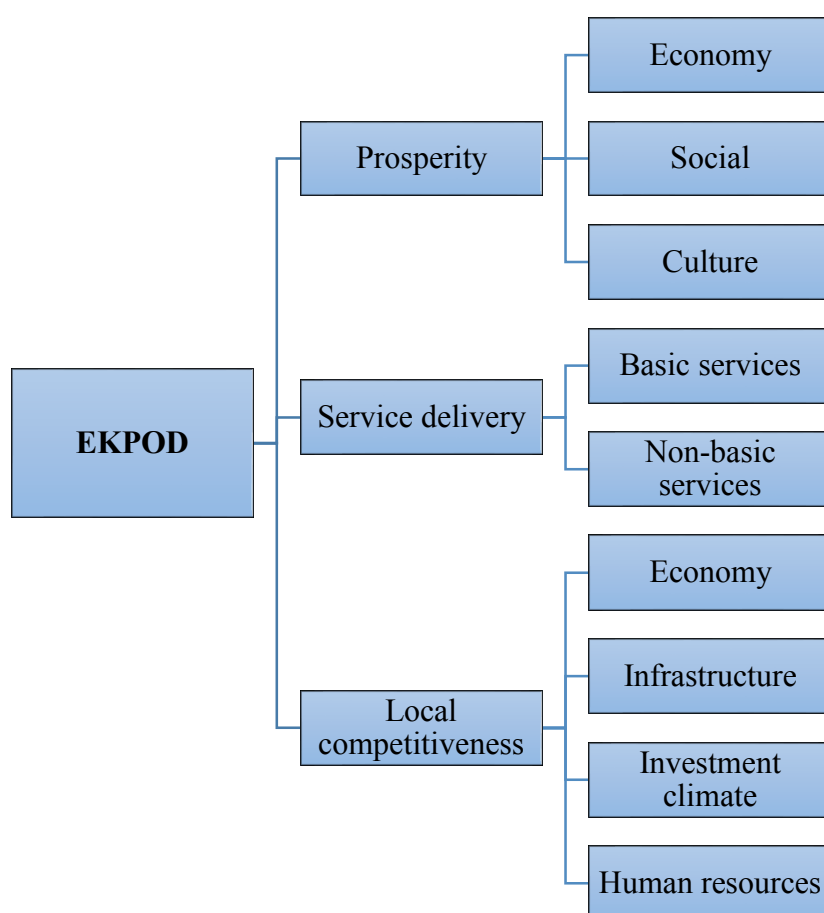 EKPOD
Prosperity
Economy
Social
Culture
Service delivery
Basic services
Non-basic
services
Local
competitiveness
Economy
Infrastructure
Investment
climate
Human resources